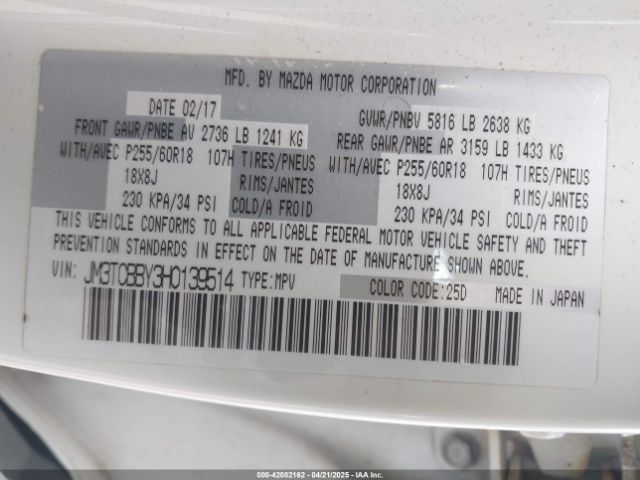 MFD. BY MAZDA MOTOR CORPORATION
DATE 02/17 GVWR/PNBV 5816 LB 2638 KG
FRONT GAWR/PNBE AV 2736 LB 1241 KG REAR GAWR/PNBE AR 3159 LB 1433 KG
WITH/AVEC P255/60R18 107H TIRES/PNEUS WITH/AVEC P255/60R18 107H TIRES/PNEUS
18X8J RIMS/JANTES 18X8J RIMS/JANTES
230 KPA/34 PSI COLD/A FROID 230 KPA/34 PSI COLD/A FROID
THIS VEHICLE CONFORMS TO ALL APPLICABLE FEDERAL MOTOR VEHICLE SAFETY AND THEFT
PREVENTION STANDARDS IN EFFECT ON THE DATE OF MANUFACTURE SHOWN ABOVE.
VIN: JM3TCBBY3H0139514 TYPE:MPV COLOR CODE:25D MADE IN JAPAN
000-42082162 - 04/21/2025 - IAA Inc.